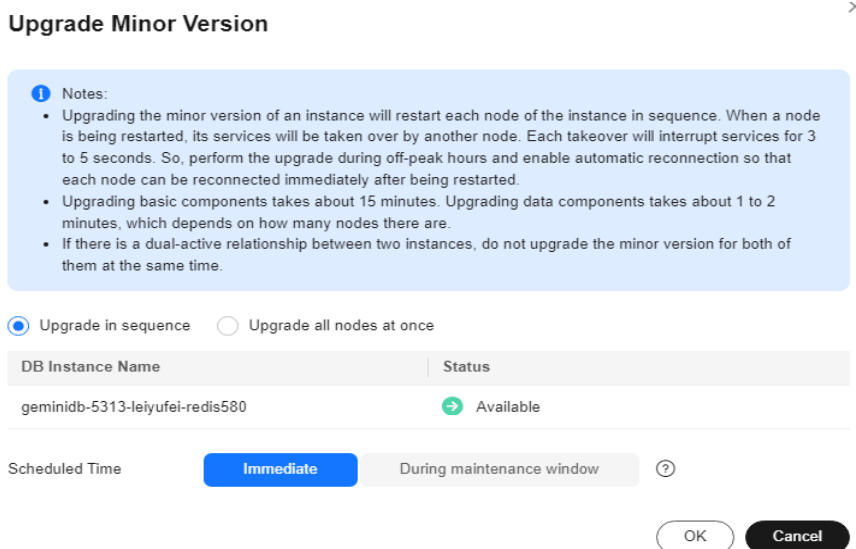 Upgrade Minor Version
Notes:
• Upgrading the minor version of an instance will restart each node of the instance in sequence. When a node
is being restarted, its services will be taken over by another node. Each takeover will interrupt services for 3
to 5 seconds. So, perform the upgrade during off-peak hours and enable automatic reconnection so that
each node can be reconnected immediately after being restarted.
• Upgrading basic components takes about 15 minutes. Upgrading data components takes about 1 to 2
minutes, which depends on how many nodes there are.
• If there is a dual-active relationship between two instances, do not upgrade the minor version for both of
them at the same time.
Upgrade in sequence Upgrade all nodes at once
DB Instance Name Status
geminidb-5313-leiyufei-redis580 Available
Scheduled Time Immediate During maintenance window
OK Cancel